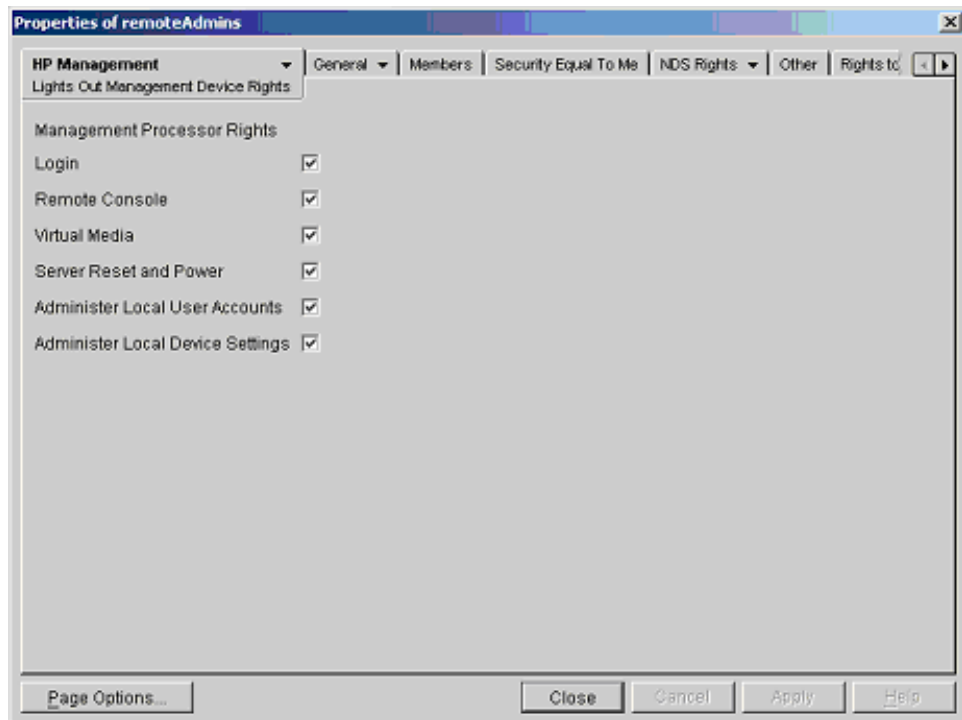 Properties of remoteAdmins
HP Management
General
Members
Security Equal To Me
NDS Rights
Other
Rights to
Lights Out Management Device Rights
Management Processor Rights
Login
Remote Console
Virtual Media
Server Reset and Power
Administer Local User Accounts
Administer Local Device Settings
Page Options...
Close
Cancel
Apply
Help